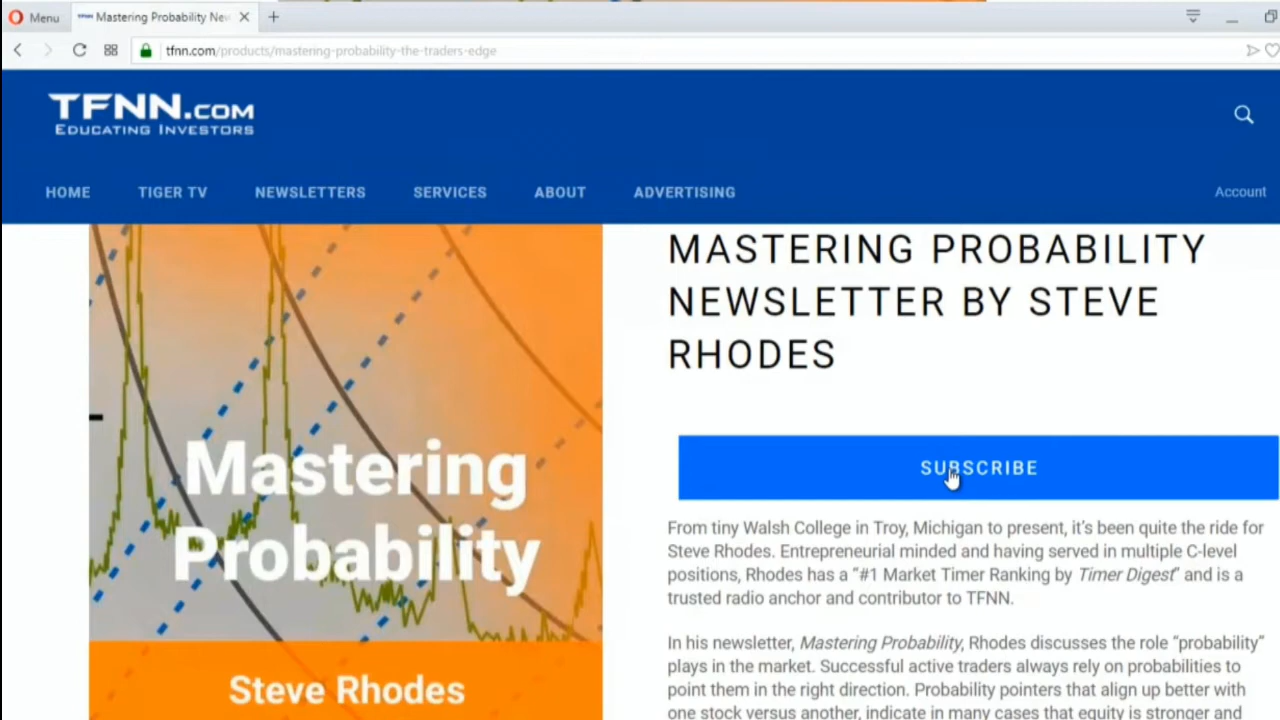 Menu
Mastering Probability New
tfnn.com/products/mastering-probability-the-traders-edge
TFNN.COM
EDUCATING INVESTORS
HOME TIGER TV NEWSLETTERS SERVICES ABOUT ADVERTISING Account
Mastering
Probability
Steve Rhodes
MASTERING PROBABILITY
NEWSLETTER BY STEVE
RHODES
SUBSCRIBE
From tiny Walsh College in Troy, Michigan to present, it's been quite the ride for
Steve Rhodes. Entrepreneurial minded and having served in multiple C-level
positions, Rhodes has a “#1 Market Timer Ranking by Timer Digest” and is a
trusted radio anchor and contributor to TFNN.
In his newsletter, Mastering Probability, Rhodes discusses the role “probability”
plays in the market. Successful active traders always rely on probabilities to
point them in the right direction. Probability pointers that align up better with
one stock versus another, indicate in many cases that equity is stronger and